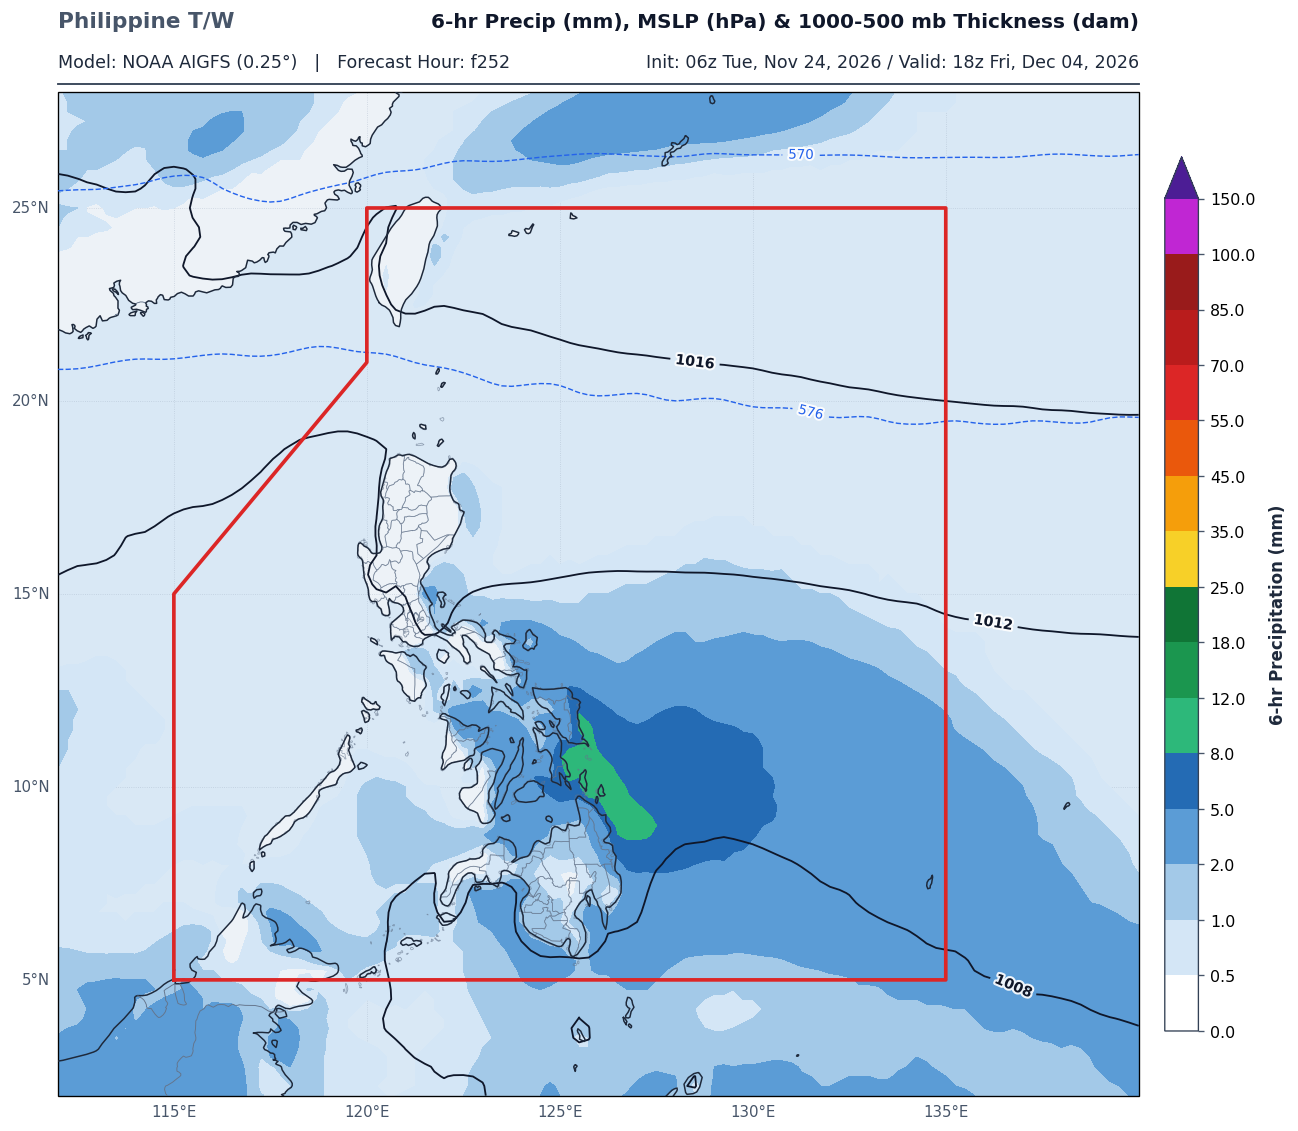 Philippine T/W
6-hr Precip (mm), MSLP (hPa) & 1000-500 mb Thickness (dam)
Model: NOAA AIGFS (0.25°) | Forecast Hour: f252
Init: 06z Tue, Nov 24, 2026 / Valid: 18z Fri, Dec 04, 2026
570
25°N
1016
20°N
576
15°N
1012
10°N
5°N
1008
115°E
120°E
125°E
130°E
135°E
150.0
100.0
85.0
70.0
55.0
45.0
35.0
25.0
18.0
12.0
8.0
5.0
2.0
1.0
0.5
0.0
6-hr Precipitation (mm)